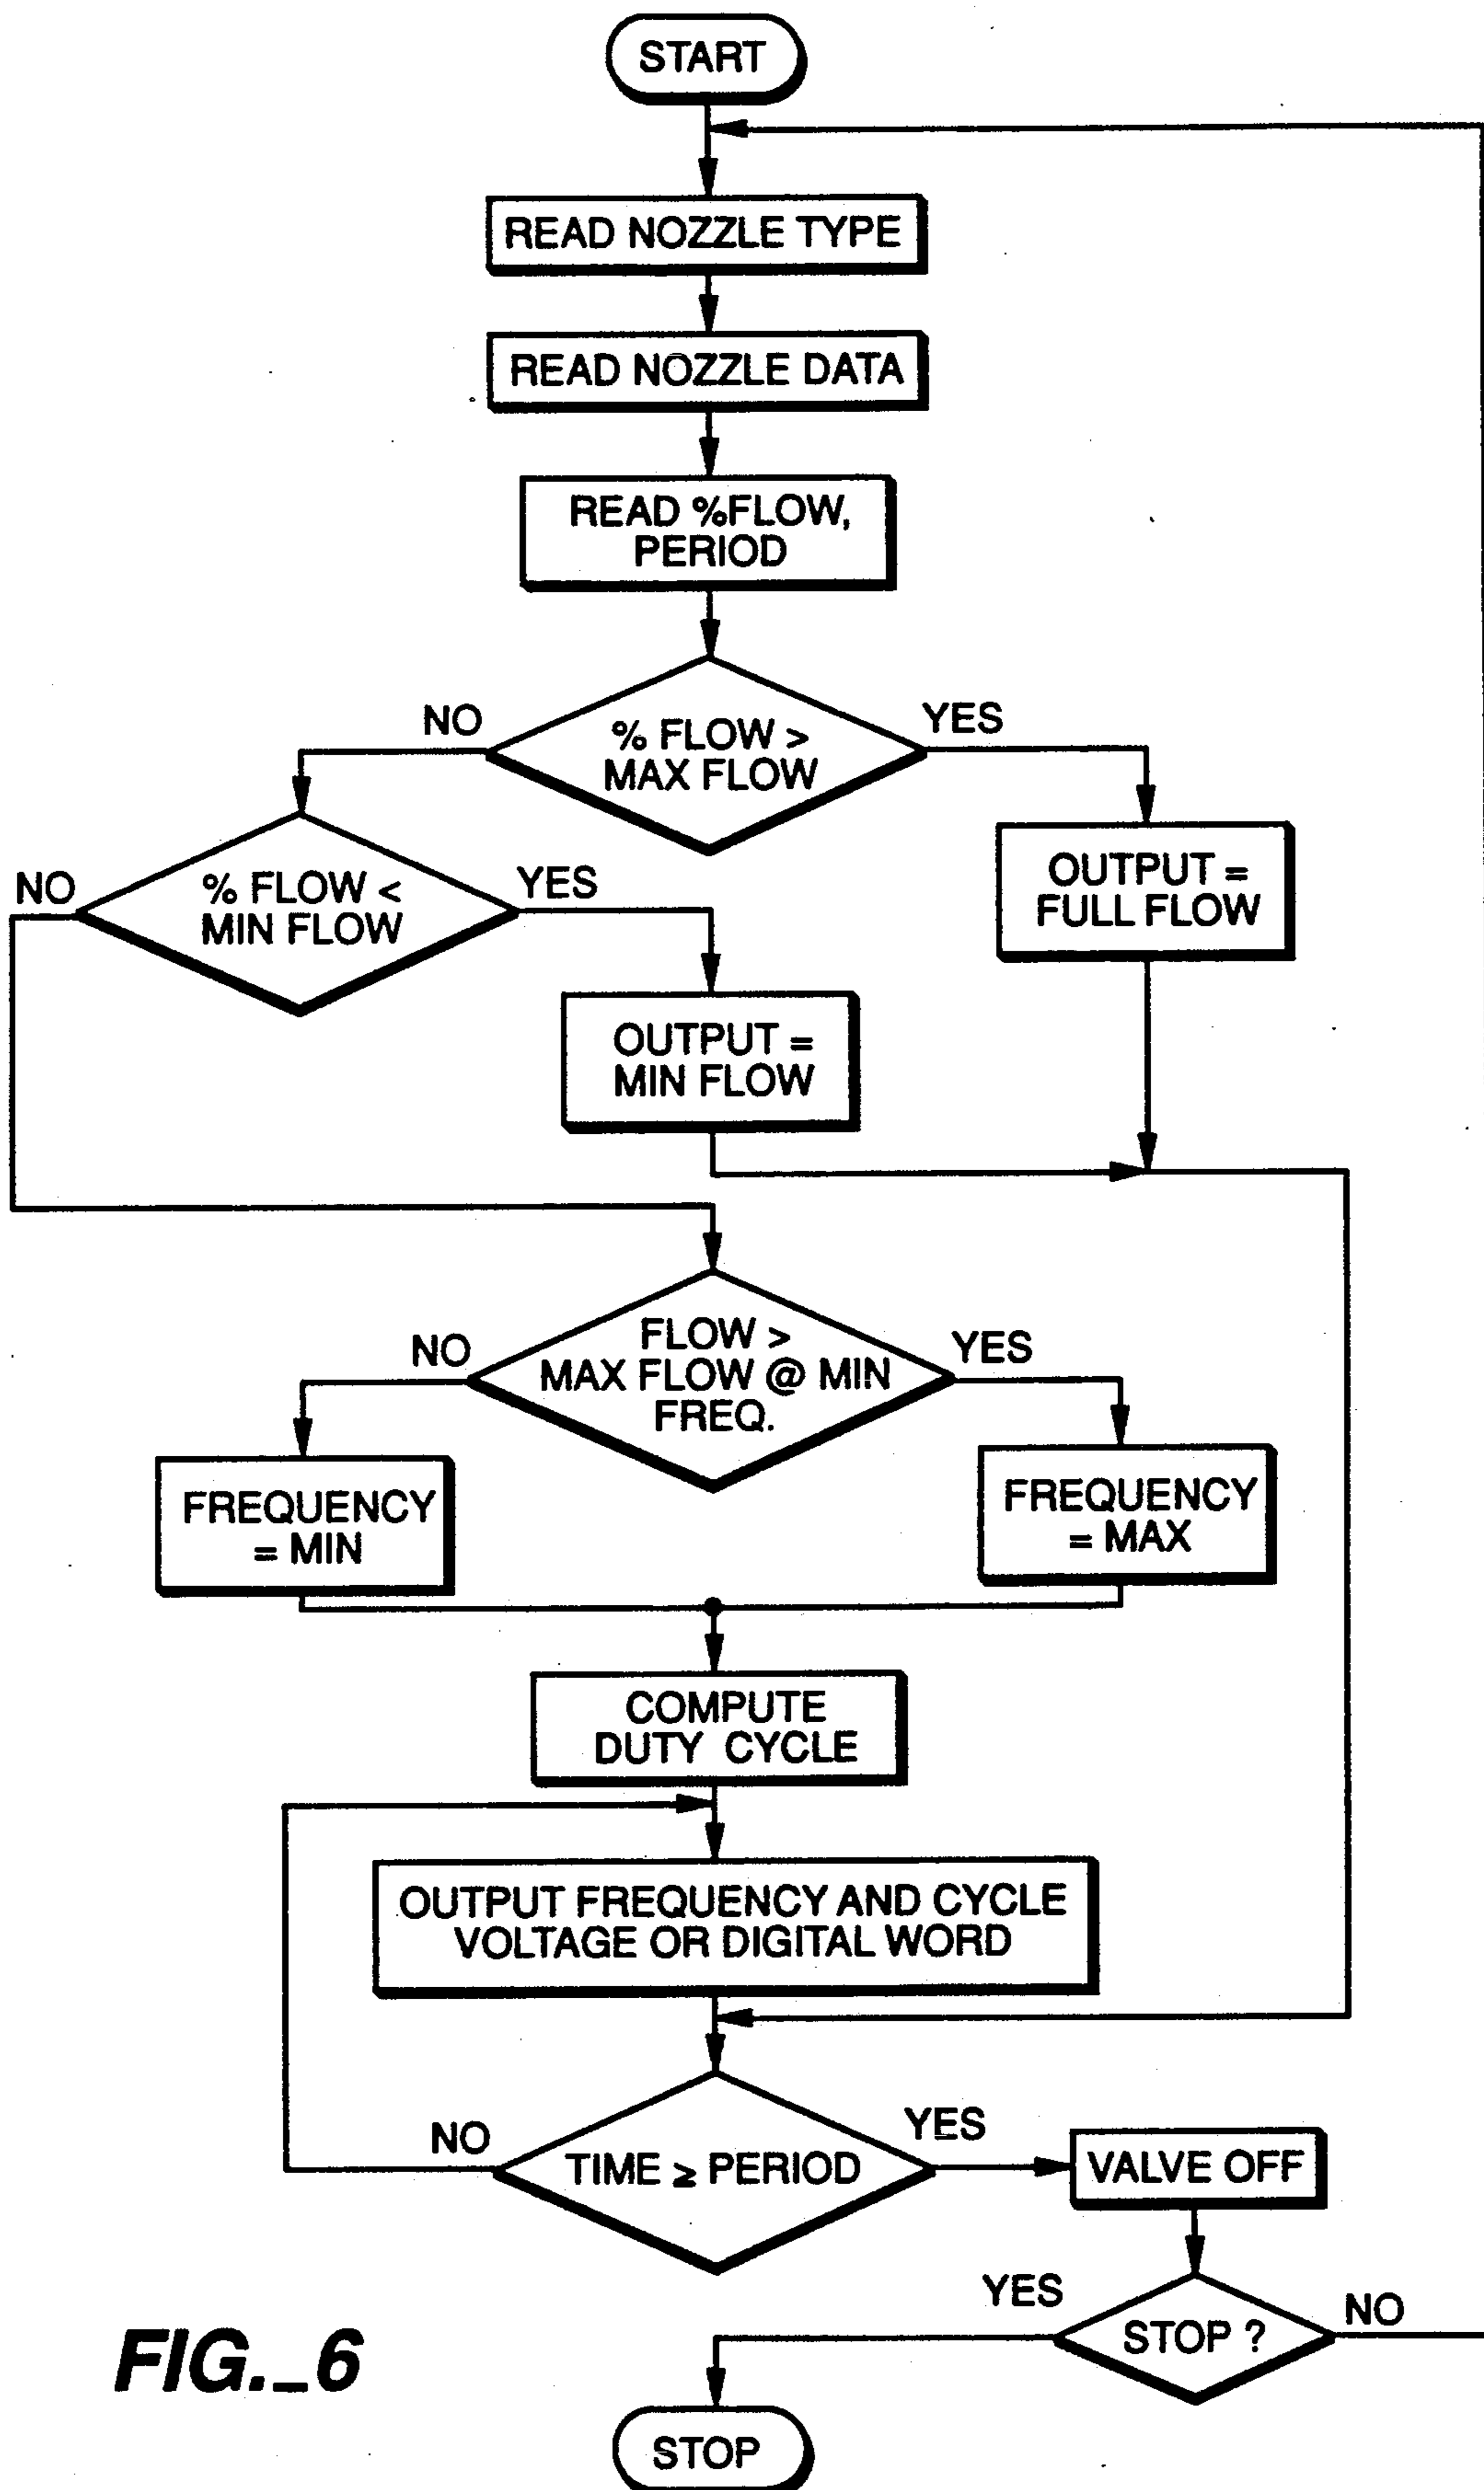 START
READ NOZZLE TYPE
READ NOZZLE DATA
READ %FLOW,
PERIOD
NO
% FLOW >
MAX FLOW
YES
NO
% FLOW <
MIN FLOW
YES
OUTPUT =
FULL FLOW
OUTPUT =
MIN FLOW
NO
FLOW >
MAX FLOW @ MIN
FREQ.
YES
FREQUENCY
= MIN
FREQUENCY
= MAX
COMPUTE
DUTY CYCLE
OUTPUT FREQUENCY AND CYCLE
VOLTAGE OR DIGITAL WORD
NO
TIME ≥ PERIOD
YES
VALVE OFF
YES
STOP ?
NO
STOP
FIG._6